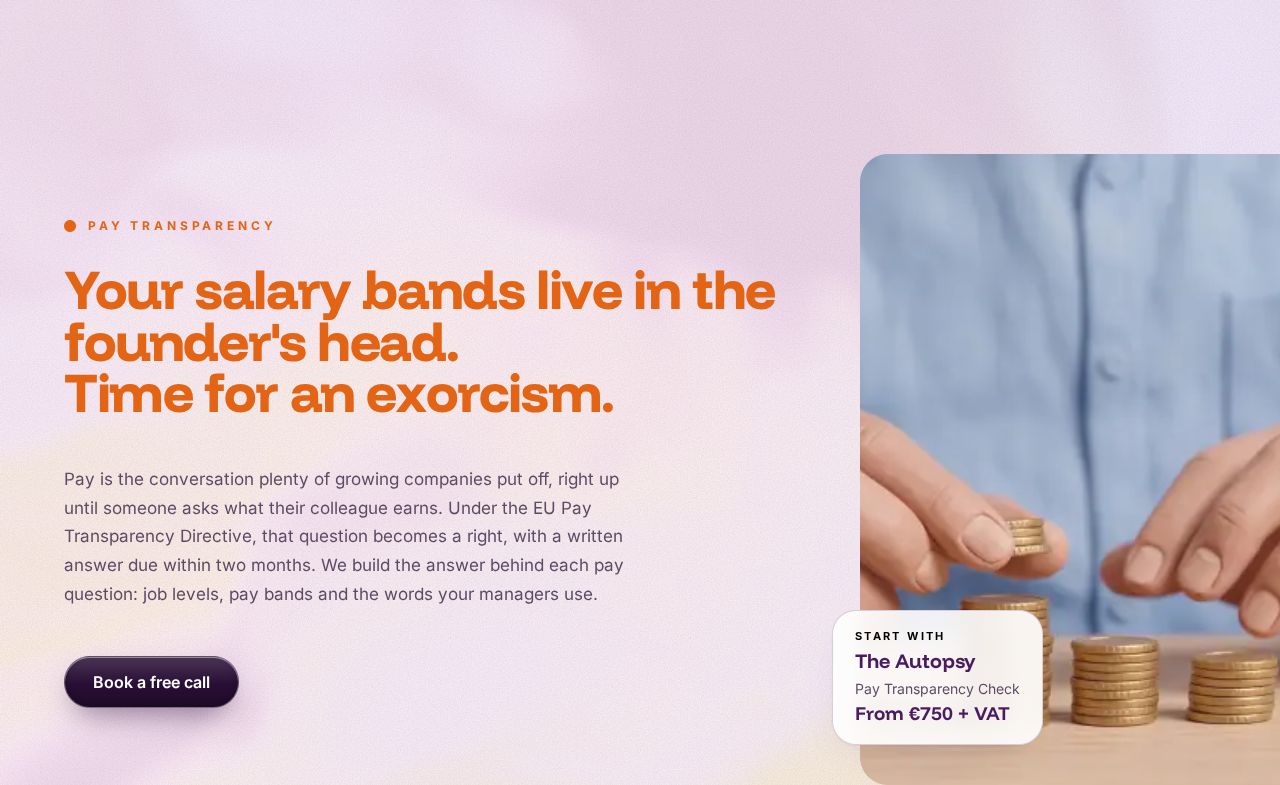 PAY TRANSPARENCY
Your salary bands live in the
founder's head.
Time for an exorcism.
Pay is the conversation plenty of growing companies put off, right up
until someone asks what their colleague earns. Under the EU Pay
Transparency Directive, that question becomes a right, with a written
answer due within two months. We build the answer behind each pay
question: job levels, pay bands and the words your managers use.
Book a free call
START WITH
The Autopsy
Pay Transparency Check
From €750 + VAT